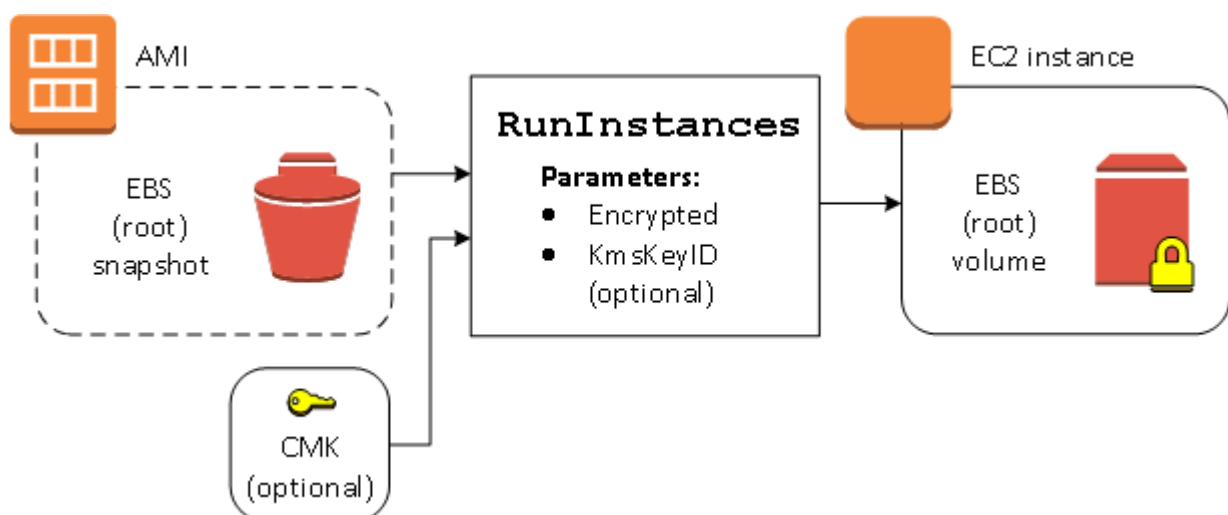 AMI
EBS
(root)
snapshot
CMK
(optional)
RunInstances
Parameters:
● Encrypted
● KmsKeyID
(optional)
EC2 instance
EBS
(root)
volume